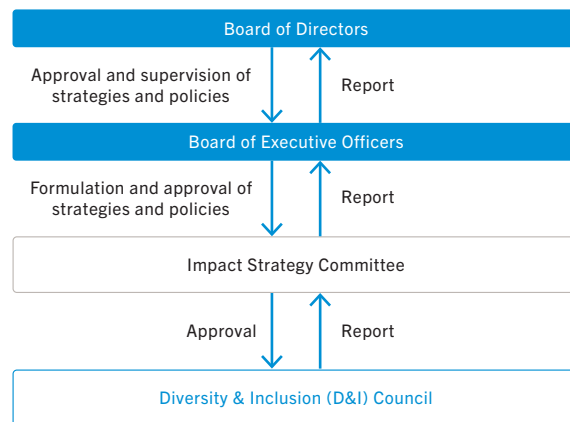 Board of Directors
Approval and supervision of
strategies and policies
Report
Board of Executive Officers
Formulation and approval of
strategies and policies
Report
Impact Strategy Committee
Approval
Report
Diversity & Inclusion (D&I) Council